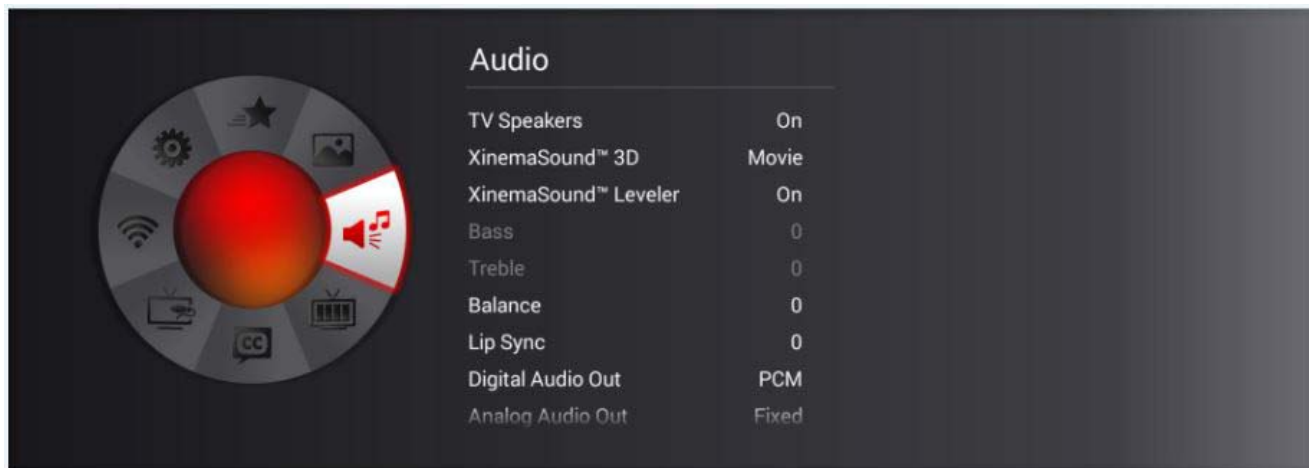 Audio
TV Speakers On
XinemaSound™ 3D Movie
XinemaSound™ Leveler On
Bass 0
Treble 0
Balance 0
Lip Sync 0
Digital Audio Out PCM
Analog Audio Out Fixed
CC